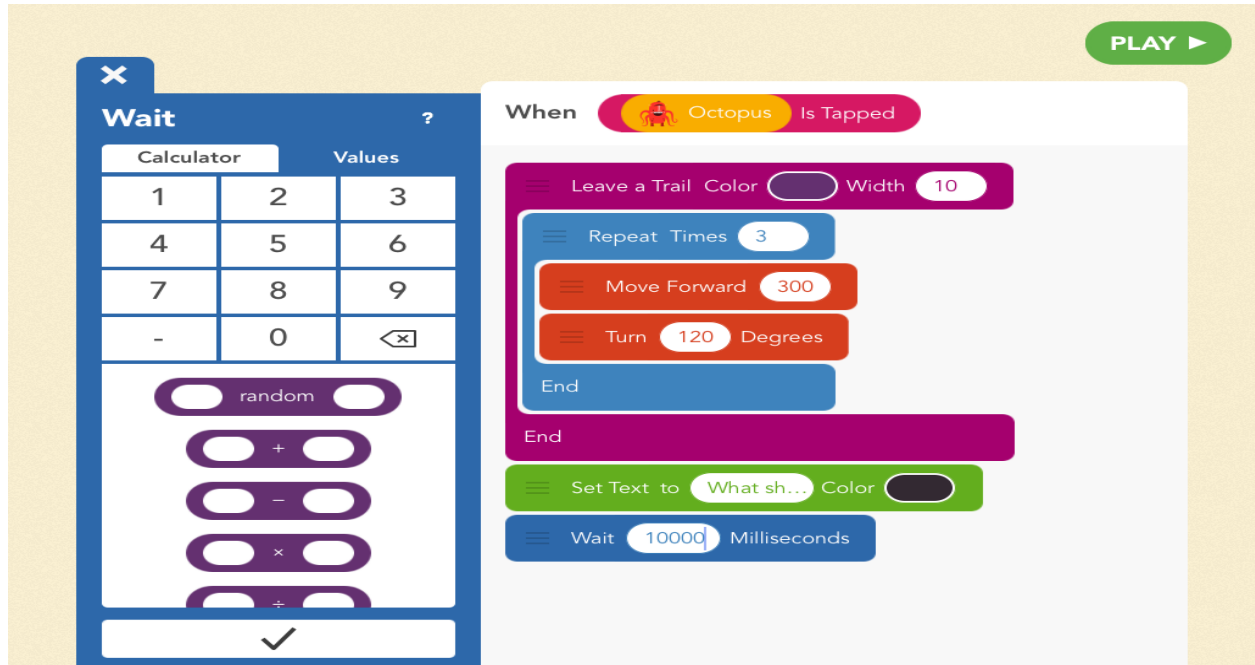 PLAY
Wait ?
Calculator Values
1 2 3
4 5 6
7 8 9
- 0
random
+
−
×
÷
When Octopus Is Tapped
Leave a Trail Color Width 10
Repeat Times 3
Move Forward 300
Turn 120 Degrees
End
End
Set Text to What sh... Color
Wait 10000 Milliseconds